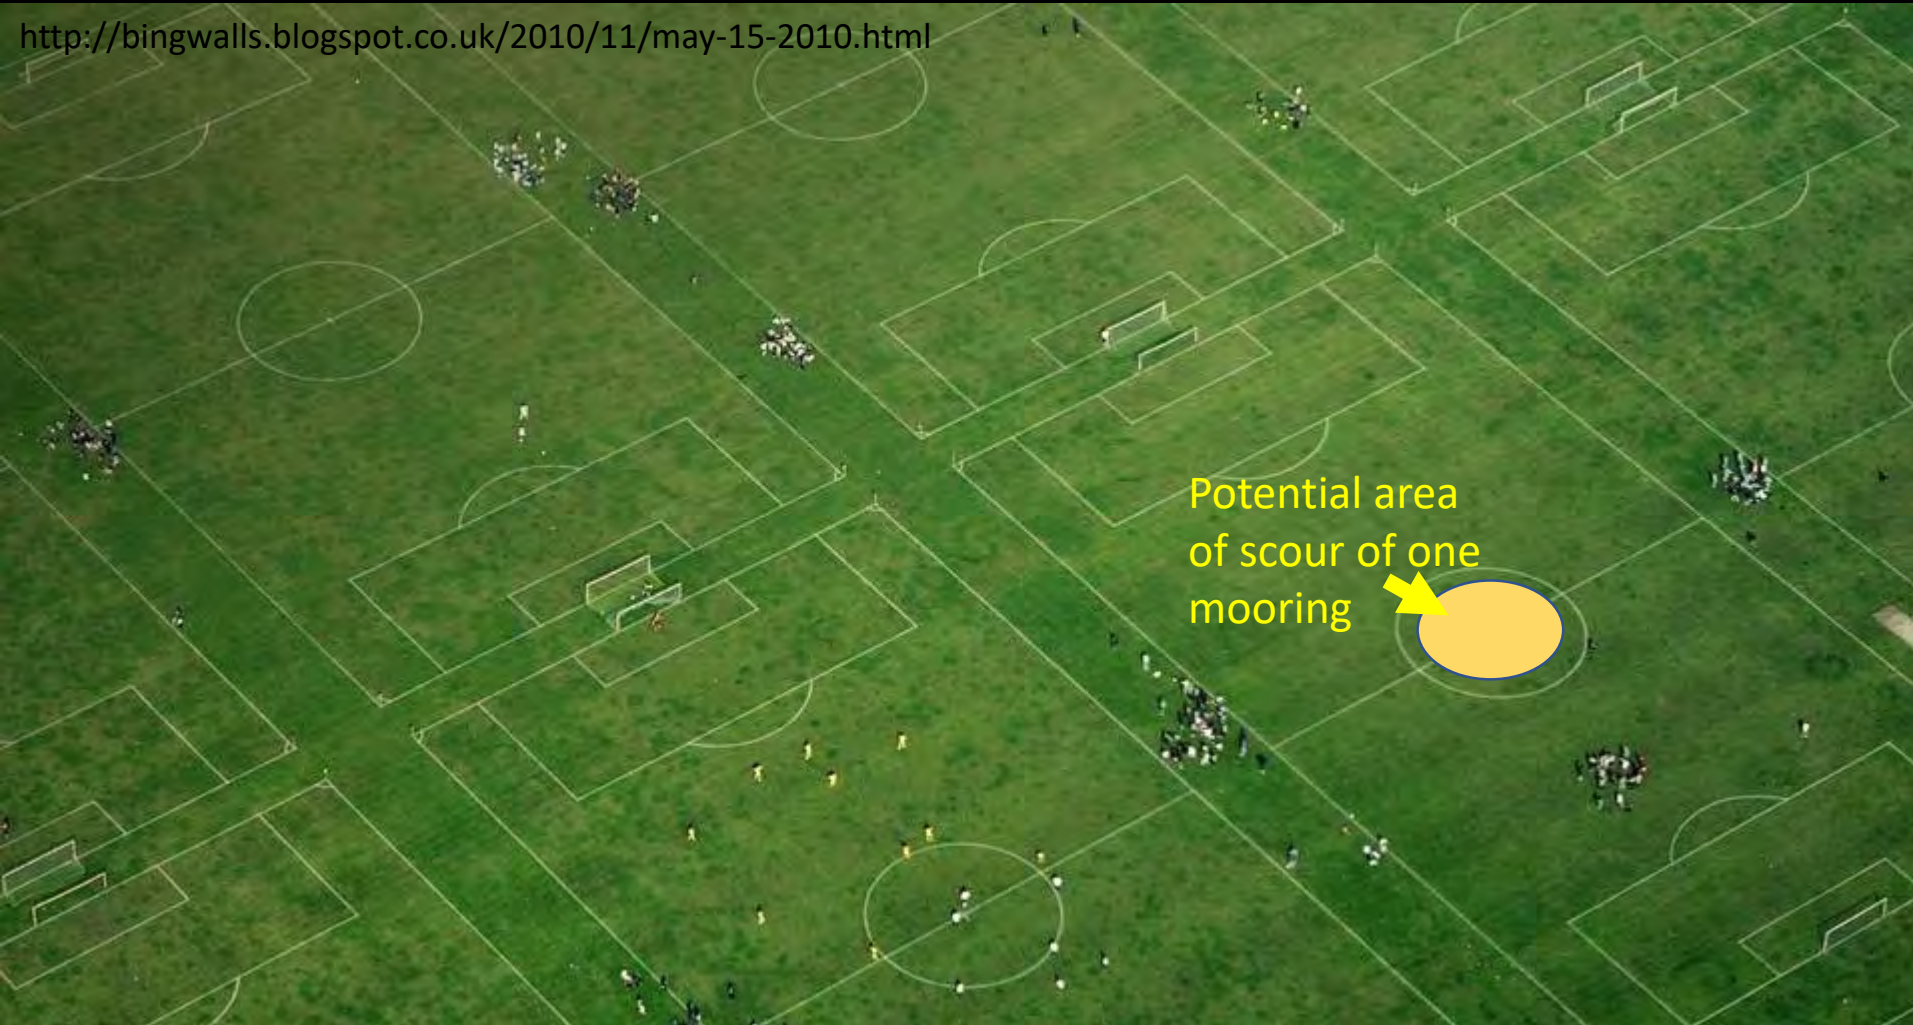 http://bingwalls.blogspot.co.uk/2010/11/may-15-2010.html
Potential area
of scour of one
mooring